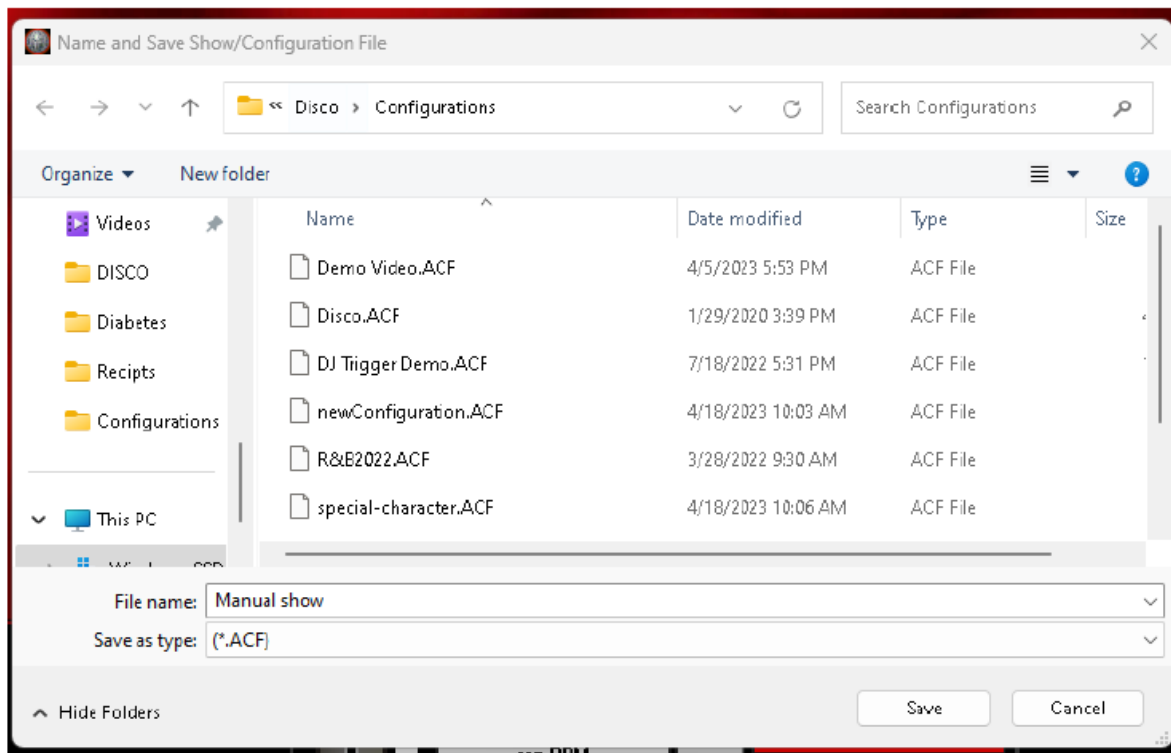 Name and Save Show/Configuration File
« Disco > Configurations
Search Configurations
Organize
New folder
Name
Date modified
Type
Size
Videos
DISCO
Diabetes
Recipts
Configurations
This PC
Demo Video.ACF 4/5/2023 5:53 PM ACF File
Disco.ACF 1/29/2020 3:39 PM ACF File
DJ Trigger Demo.ACF 7/18/2022 5:31 PM ACF File
newConfiguration.ACF 4/18/2023 10:03 AM ACF File
R&B2022.ACF 3/28/2022 9:30 AM ACF File
special-character.ACF 4/18/2023 10:06 AM ACF File
File name: Manual show
Save as type: (*.ACF)
Hide Folders
Save
Cancel